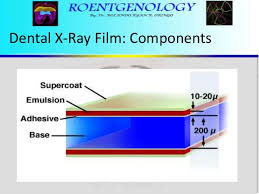 ROENTGENOLOGY
Dental X-Ray Film: Components
Supercoat
Emulsion
Adhesive
Base
10-20μ
200 μ